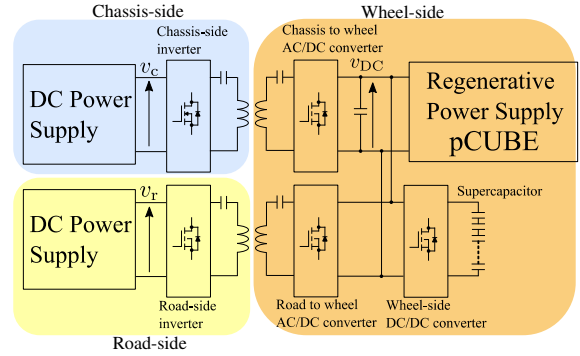 Chassis-side
Wheel-side
Chassis-side
inverter
Chassis to wheel
AC/DC converter
v_c
v_DC
DC Power
Supply
Regenerative
Power Supply
pCUBE
v_r
Supercapacitor
DC Power
Supply
Road-side
inverter
Road to wheel
AC/DC converter
Wheel-side
DC/DC converter
Road-side